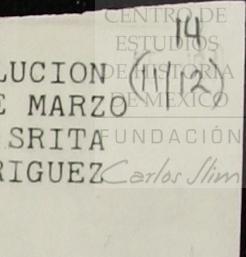 CENTRO DE
ESTUDIOS
DE HISTORIA
DE MÉXICO
FUNDACIÓN
Carlos Slim
14
(11/12)
LUCION
E MARZO
SRITA
RIGUEZ